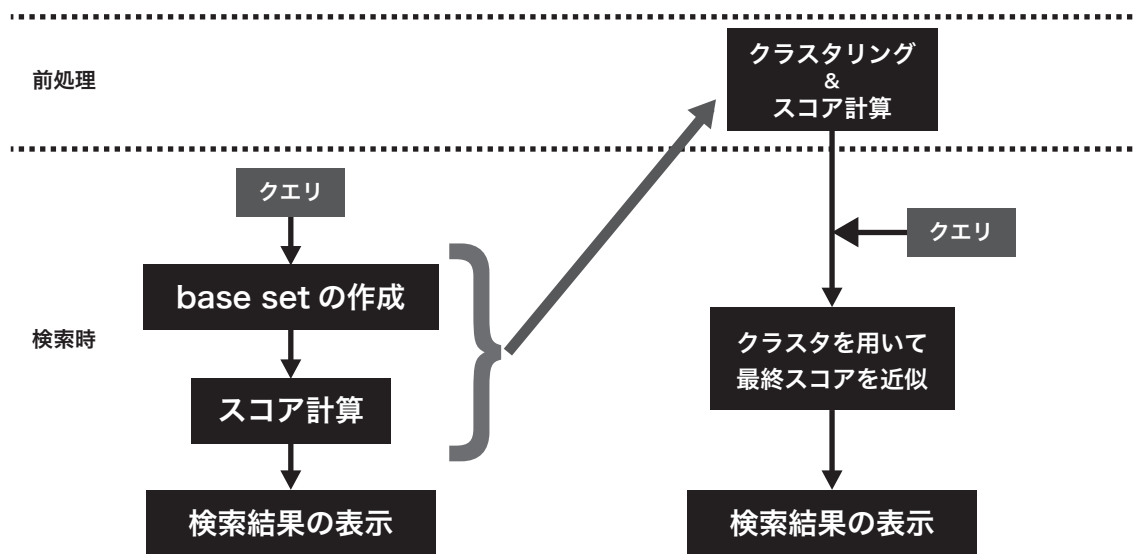 前処理
クラスタリング
&
スコア計算
検索時
クエリ
base set の作成
スコア計算
検索結果の表示
クエリ
クラスタを用いて
最終スコアを近似
検索結果の表示